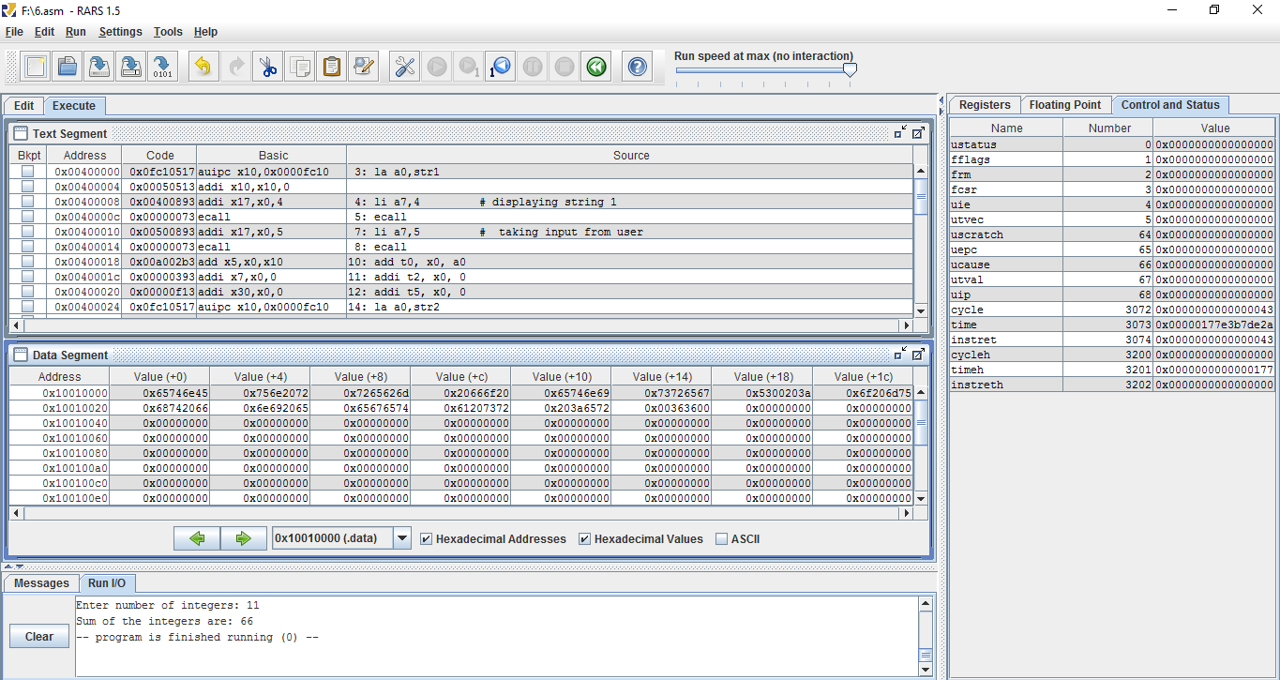 F:\6.asm - RARS 1.5
File Edit Run Settings Tools Help
Run speed at max (no interaction)
Edit Execute
Text Segment
Bkpt Address Code Basic Source
0x00400000 0x0fc10517 auipc x10,0x0000fc10 3: la a0,str1
0x00400004 0x00050513 addi x10,x10,0
0x00400008 0x00400893 addi x17,x0,4 4: li a7,4 # displaying string 1
0x0040000c 0x00000073 ecall 5: ecall
0x00400010 0x00500893 addi x17,x0,5 7: li a7,5 # taking input from user
0x00400014 0x00000073 ecall 8: ecall
0x00400018 0x00a002b3 add x5,x0,x10 10: add t0, x0, a0
0x0040001c 0x00000393 addi x7,x0,0 11: addi t2, x0, 0
0x00400020 0x00000f13 addi x30,x0,0 12: addi t5, x0, 0
0x00400024 0x0fc10517 auipc x10,0x0000fc10 14: la a0,str2
Data Segment
Address Value (+0) Value (+4) Value (+8) Value (+c) Value (+10) Value (+14) Value (+18) Value (+1c)
0x10010000 0x65746e45 0x756e2072 0x7265626d 0x20666f20 0x65746e69 0x73726567 0x5300203a 0x6f206d75
0x10010020 0x68742066 0x6e692065 0x65676574 0x61207372 0x203a6572 0x00363600 0x00000000 0x00000000
0x10010040 0x00000000 0x00000000 0x00000000 0x00000000 0x00000000 0x00000000 0x00000000 0x00000000
0x10010060 0x00000000 0x00000000 0x00000000 0x00000000 0x00000000 0x00000000 0x00000000 0x00000000
0x10010080 0x00000000 0x00000000 0x00000000 0x00000000 0x00000000 0x00000000 0x00000000 0x00000000
0x100100a0 0x00000000 0x00000000 0x00000000 0x00000000 0x00000000 0x00000000 0x00000000 0x00000000
0x100100c0 0x00000000 0x00000000 0x00000000 0x00000000 0x00000000 0x00000000 0x00000000 0x00000000
0x100100e0 0x00000000 0x00000000 0x00000000 0x00000000 0x00000000 0x00000000 0x00000000 0x00000000
0x10010000 (.data) Hexadecimal Addresses Hexadecimal Values ASCII
Messages Run I/O
Clear
Enter number of integers: 11
Sum of the integers are: 66
-- program is finished running (0) --
Registers Floating Point Control and Status
Name Number Value
ustatus 0 0x0000000000000000
fflags 1 0x0000000000000000
frm 2 0x0000000000000000
fcsr 3 0x0000000000000000
uie 4 0x0000000000000000
utvec 5 0x0000000000000000
uscratch 64 0x0000000000000000
uepc 65 0x0000000000000000
ucause 66 0x0000000000000000
utval 67 0x0000000000000000
uip 68 0x0000000000000000
cycle 3072 0x0000000000000043
time 3073 0x00000177e3b7de2a
instret 3074 0x0000000000000043
cycleh 3200 0x0000000000000000
timeh 3201 0x0000000000000177
instreth 3202 0x0000000000000000